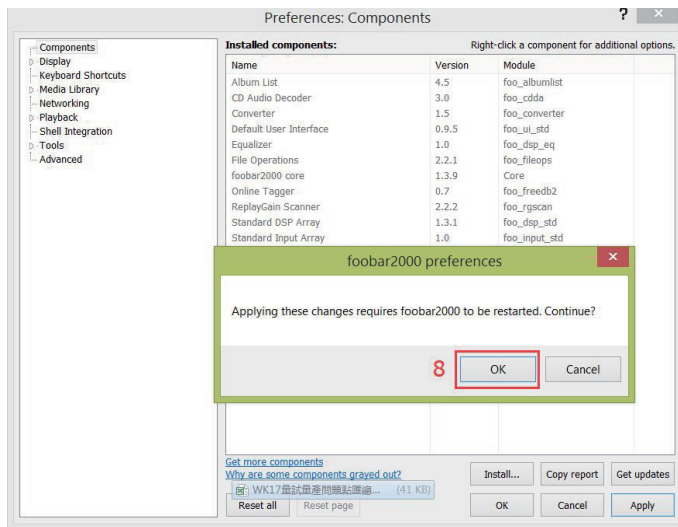 Preferences: Components
? ×
Components
Display
Keyboard Shortcuts
Media Library
Networking
Playback
Shell Integration
Tools
Advanced
Installed components: Right-click a component for additional options.
Name Version Module
Album List 4.5 foo_albumlist
CD Audio Decoder 3.0 foo_cdda
Converter 1.5 foo_converter
Default User Interface 0.9.5 foo_ui_std
Equalizer 1.0 foo_dsp_eq
File Operations 2.2.1 foo_fileops
foobar2000 core 1.3.9 Core
Online Tagger 0.7 foo_freedb2
ReplayGain Scanner 2.2.2 foo_rgscan
Standard DSP Array 1.3.1 foo_dsp_std
Standard Input Array 1.0 foo_input_std
foobar2000 preferences
×
Applying these changes requires foobar2000 to be restarted. Continue?
8 OK Cancel
Get more components
Why are some components grayed out?
Install... Copy report Get updates
WK17量試量產問題點匯總... (41 KB)
Reset all Reset page OK Cancel Apply